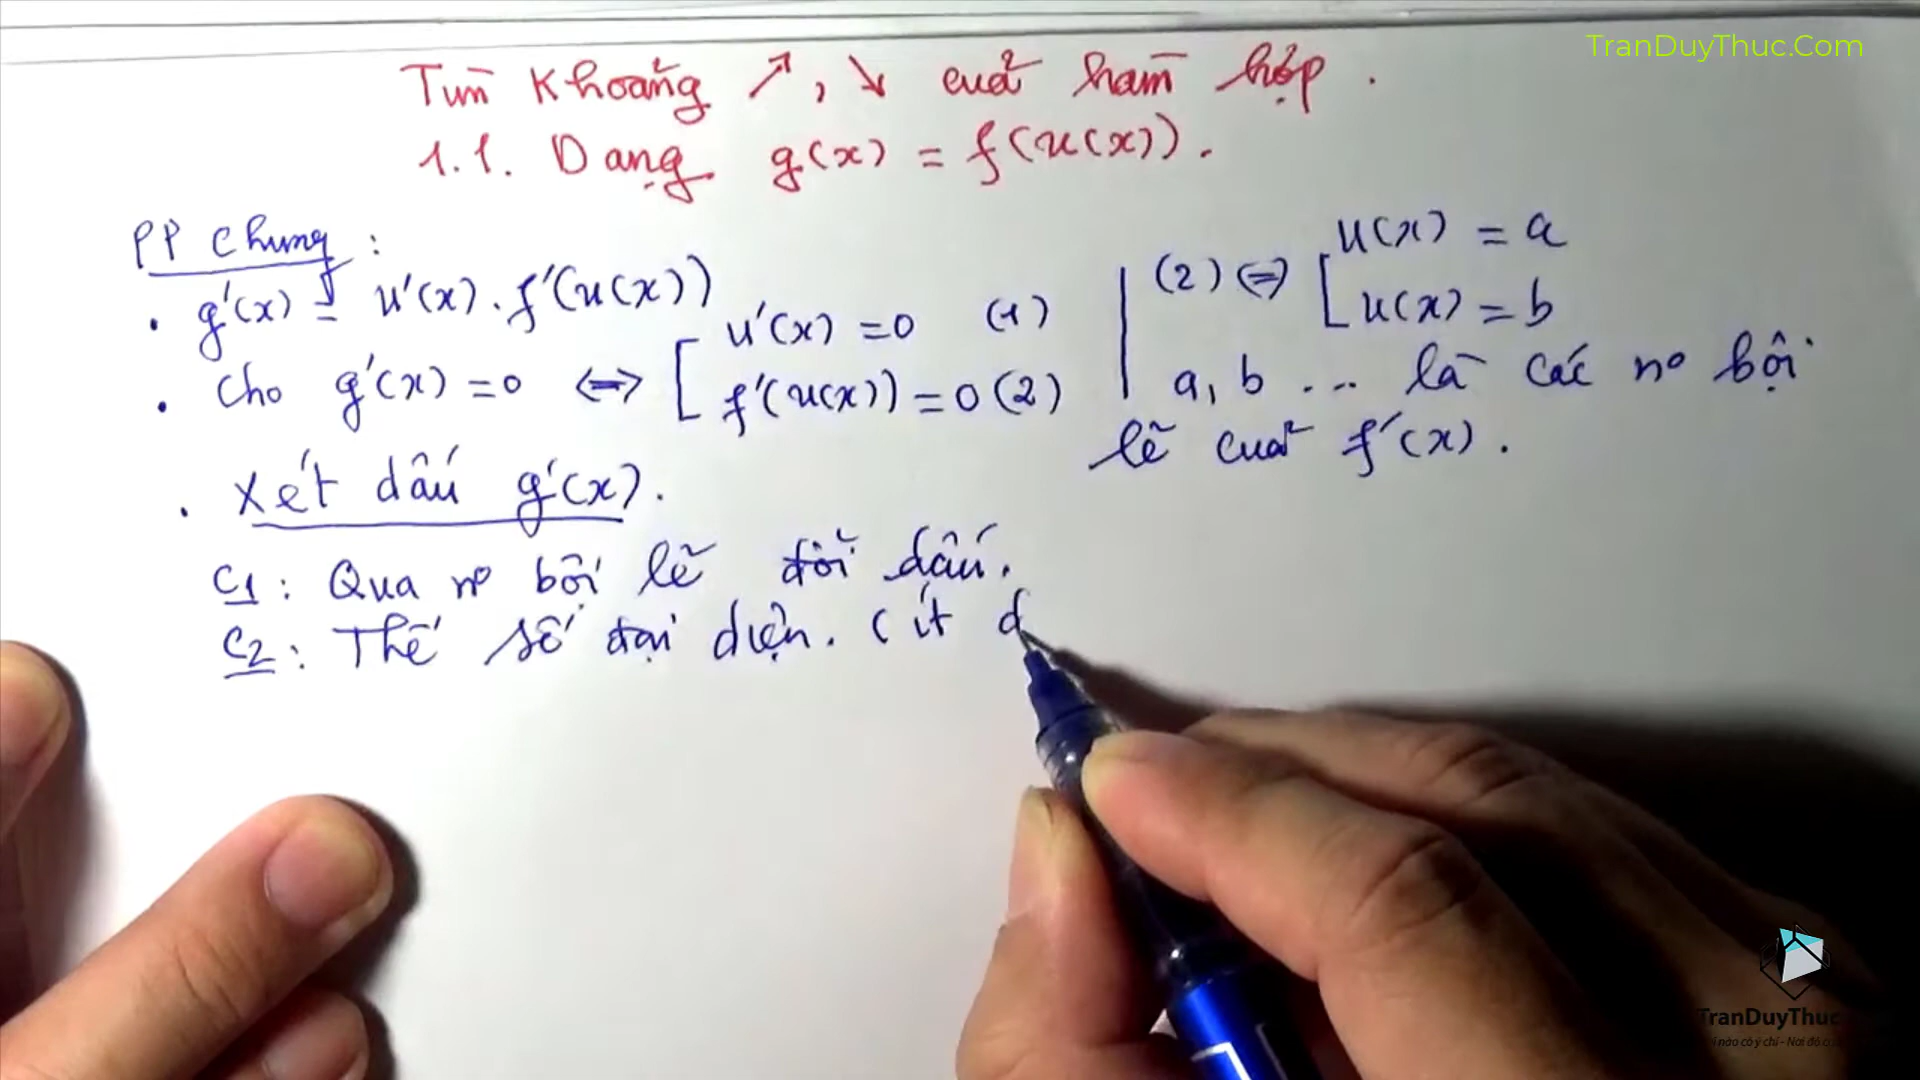 TranDuyThuc.Com
Tìm Khoảng ↗, ↘ của hàm hợp.
1.1. Dạng g(x) = f(u(x)).
PP Chung:
• g'(x) = u'(x).f'(u(x))
• Cho g'(x) = 0 ⇔ [ u'(x) = 0 (1)
f'(u(x)) = 0 (2)
(2) ⇔ [ u(x) = a
u(x) = b
a, b ... là các nº bội
lẽ của f'(x).
• Xét dấu g'(x).
C1: Qua nº bội lẽ đổi dấu.
C2: Thế số đại diện. (ít d
TranDuyThuc